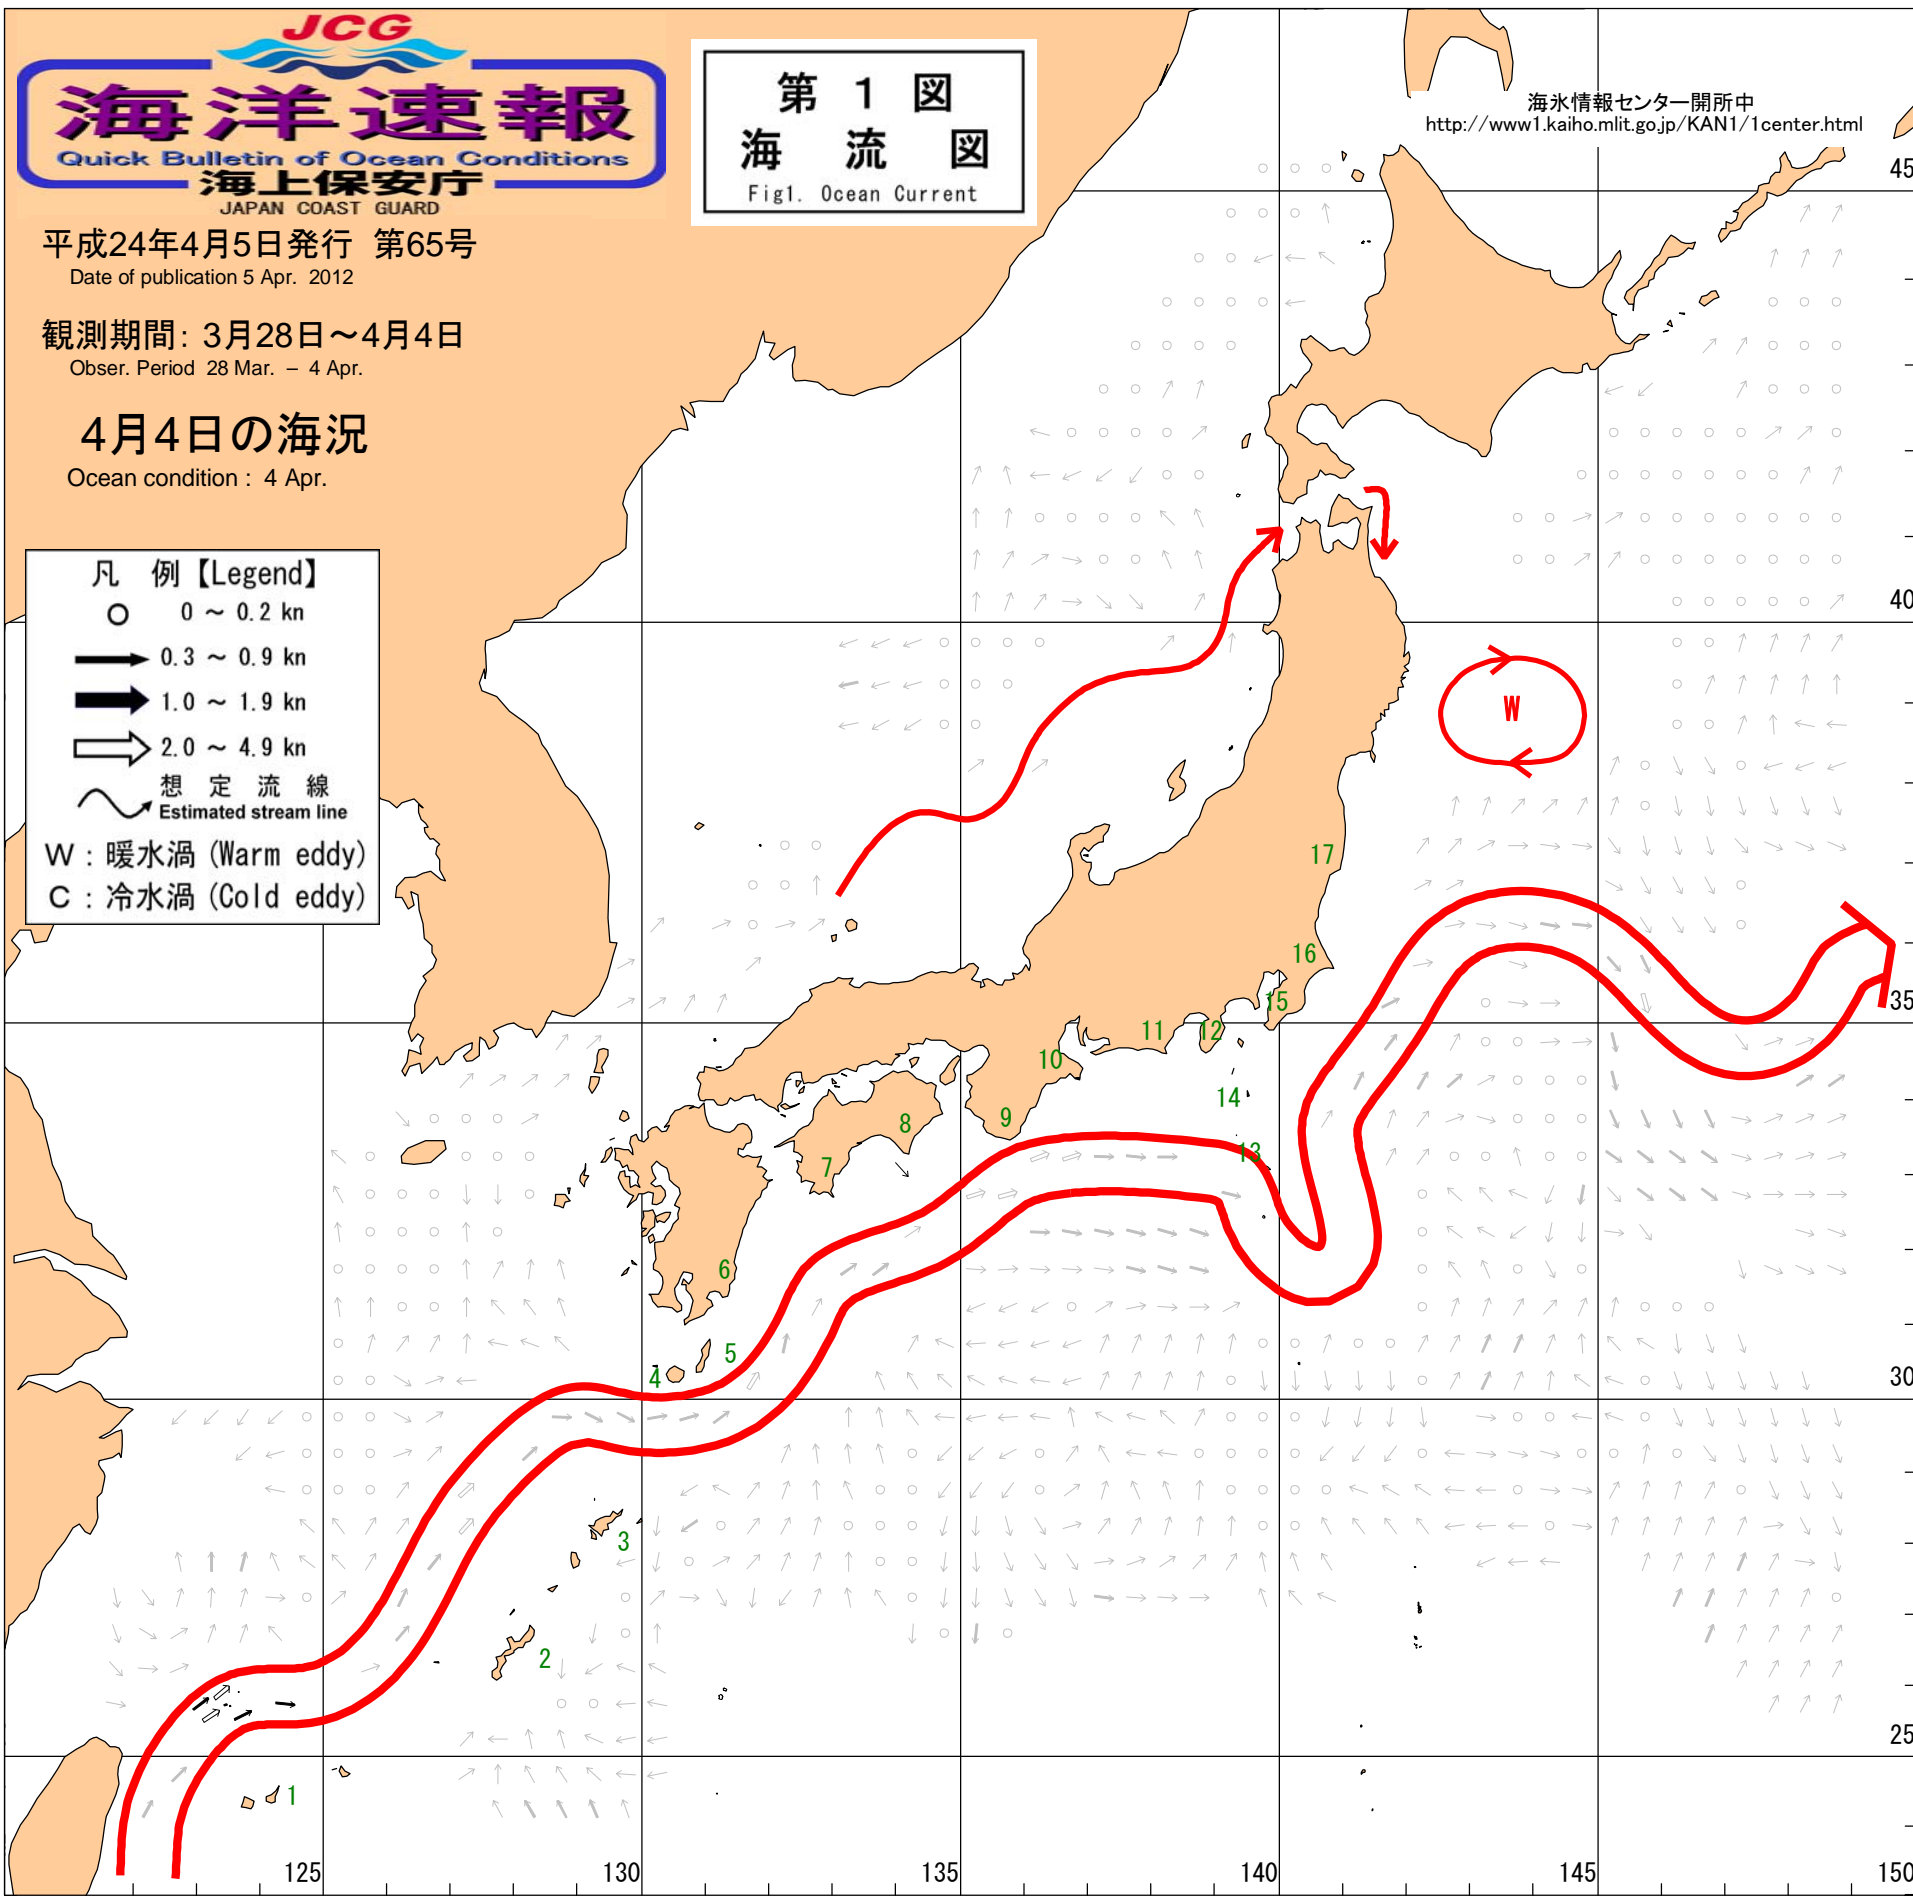 JCG
海洋速報
Quick Bulletin of Ocean Conditions
海上保安庁
JAPAN COAST GUARD
平成24年4月5日発行 第65号
Date of publication 5 Apr. 2012
観測期間: 3月28日～4月4日
Obser. Period 28 Mar. – 4 Apr.
4月4日の海況
Ocean condition : 4 Apr.
第 1 図
海 流 図
Fig1. Ocean Current
海氷情報センター開所中
http://www1.kaiho.mlit.go.jp/KAN1/1center.html
凡 例【Legend】
0 ～ 0.2 kn
0.3 ～ 0.9 kn
1.0 ～ 1.9 kn
2.0 ～ 4.9 kn
想 定 流 線
Estimated stream line
W : 暖水渦 (Warm eddy)
C : 冷水渦 (Cold eddy)
45
40
W
17
16
35
15
12
11
10
14
9
8
13
7
6
5
4
30
3
2
25
1
125
130
135
140
145
150